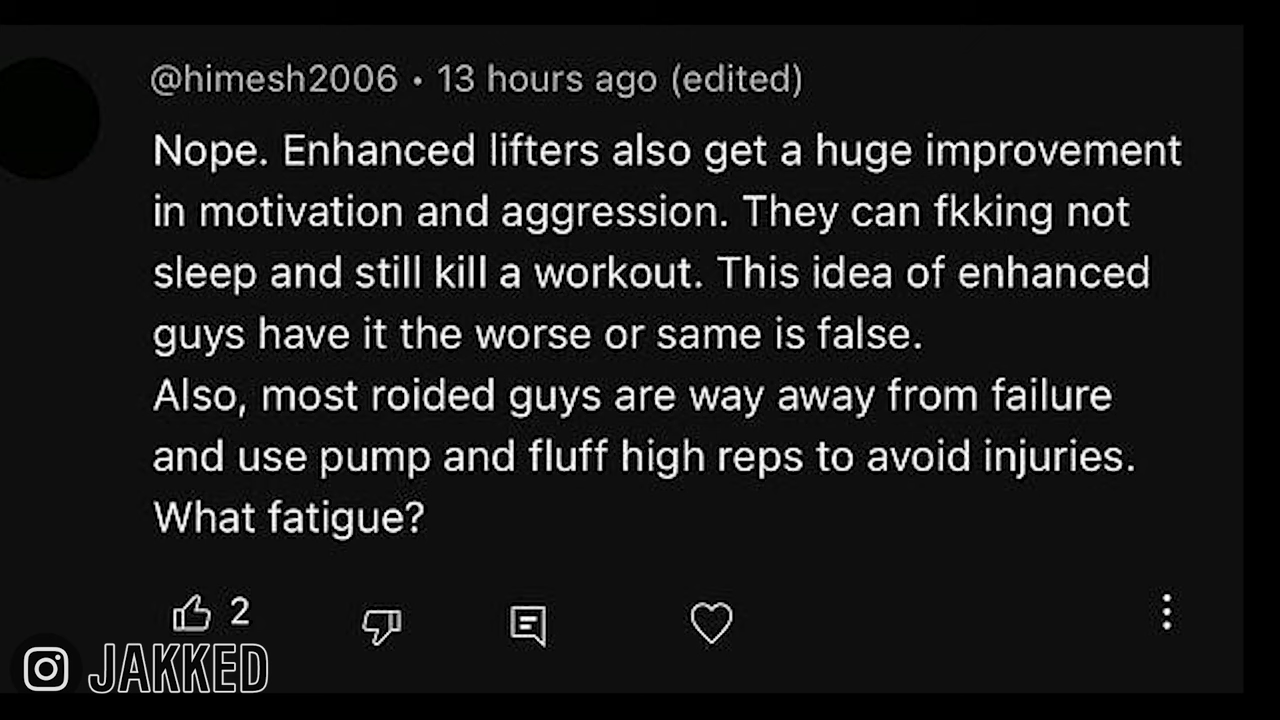 @himesh2006 • 13 hours ago (edited)
Nope. Enhanced lifters also get a huge improvement
in motivation and aggression. They can fkking not
sleep and still kill a workout. This idea of enhanced
guys have it the worse or same is false.
Also, most roided guys are way away from failure
and use pump and fluff high reps to avoid injuries.
What fatigue?
2
JAKKED